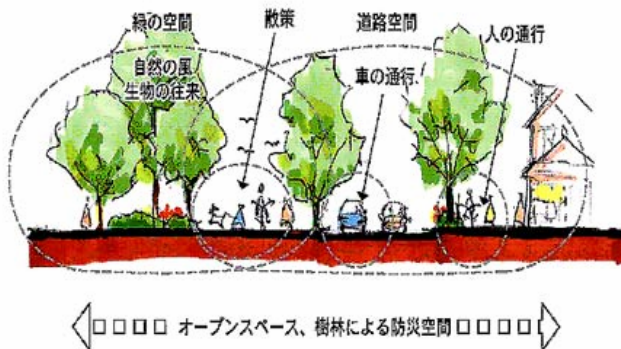 緑の空間
散策
道路空間
人の通行
自然の風
生物の往来
車の通行
オープンスペース、樹林による防災空間